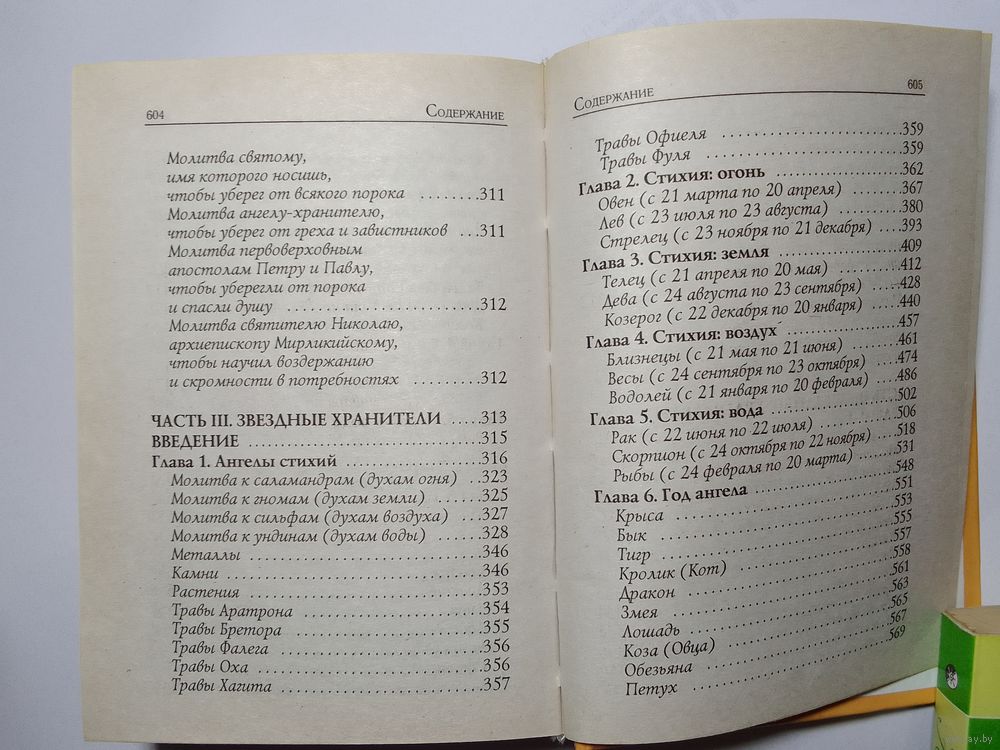 604 Содержание
Молитва святому,
имя которого носишь,
чтобы уберег от всякого порока ........311
Молитва ангелу-хранителю,
чтобы уберег от греха и завистников ...311
Молитва первоверховным
апостолам Петру и Павлу,
чтобы уберегли от порока
и спасли душу ......................312
Молитва святителю Николаю,
архиепископу Мирликийскому,
чтобы научил воздержанию
и скромности в потребностях ..........312
ЧАСТЬ III. ЗВЕЗДНЫЕ ХРАНИТЕЛИ .....313
ВВЕДЕНИЕ ..........................315
Глава 1. Ангелы стихий .................316
Молитва к саламандрам (духам огня) ..323
Молитва к гномам (духам земли) .......325
Молитва к сильфам (духам воздуха) ...327
Молитва к ундинам (духам воды) .......328
Металлы ..........................346
Камни ............................346
Растения ..........................353
Травы Аратрона .....................354
Травы Бретора ......................355
Травы Фалега .......................356
Травы Оха .........................356
Травы Хагита .......................357
Содержание 605
Травы Офиеля ....................359
Травы Фуля ......................359
Глава 2. Стихия: огонь ..............362
Овен (с 21 марта по 20 апреля) ........367
Лев (с 23 июля по 23 августа) .........380
Стрелец (с 23 ноября по 21 декабря) ....393
Глава 3. Стихия: земля ..............409
Телец (с 21 апреля по 20 мая) .........412
Дева (с 24 августа по 23 сентября) .....428
Козерог (с 22 декабря по 20 января) .....440
Глава 4. Стихия: воздух ..............457
Близнецы (с 21 мая по 21 июня) .......461
Весы (с 24 сентября по 23 октября) .....474
Водолей (с 21 января по 20 февраля) ....486
Глава 5. Стихия: вода ...............502
Рак (с 22 июня по 22 июля) ..........506
Скорпион (с 24 октября по 22 ноября) ...518
Рыбы (с 24 февраля по 20 марта) ......531
Глава 6. Год ангела .................548
Крыса ..........................551
Бык ............................553
Тигр ...........................555
Кролик (Кот) .....................557
Дракон .........................558
Змея ...........................561
Лошадь .........................563
Коза (Овца) ......................565
Обезьяна ........................567
Петух ..........................569
ay.by